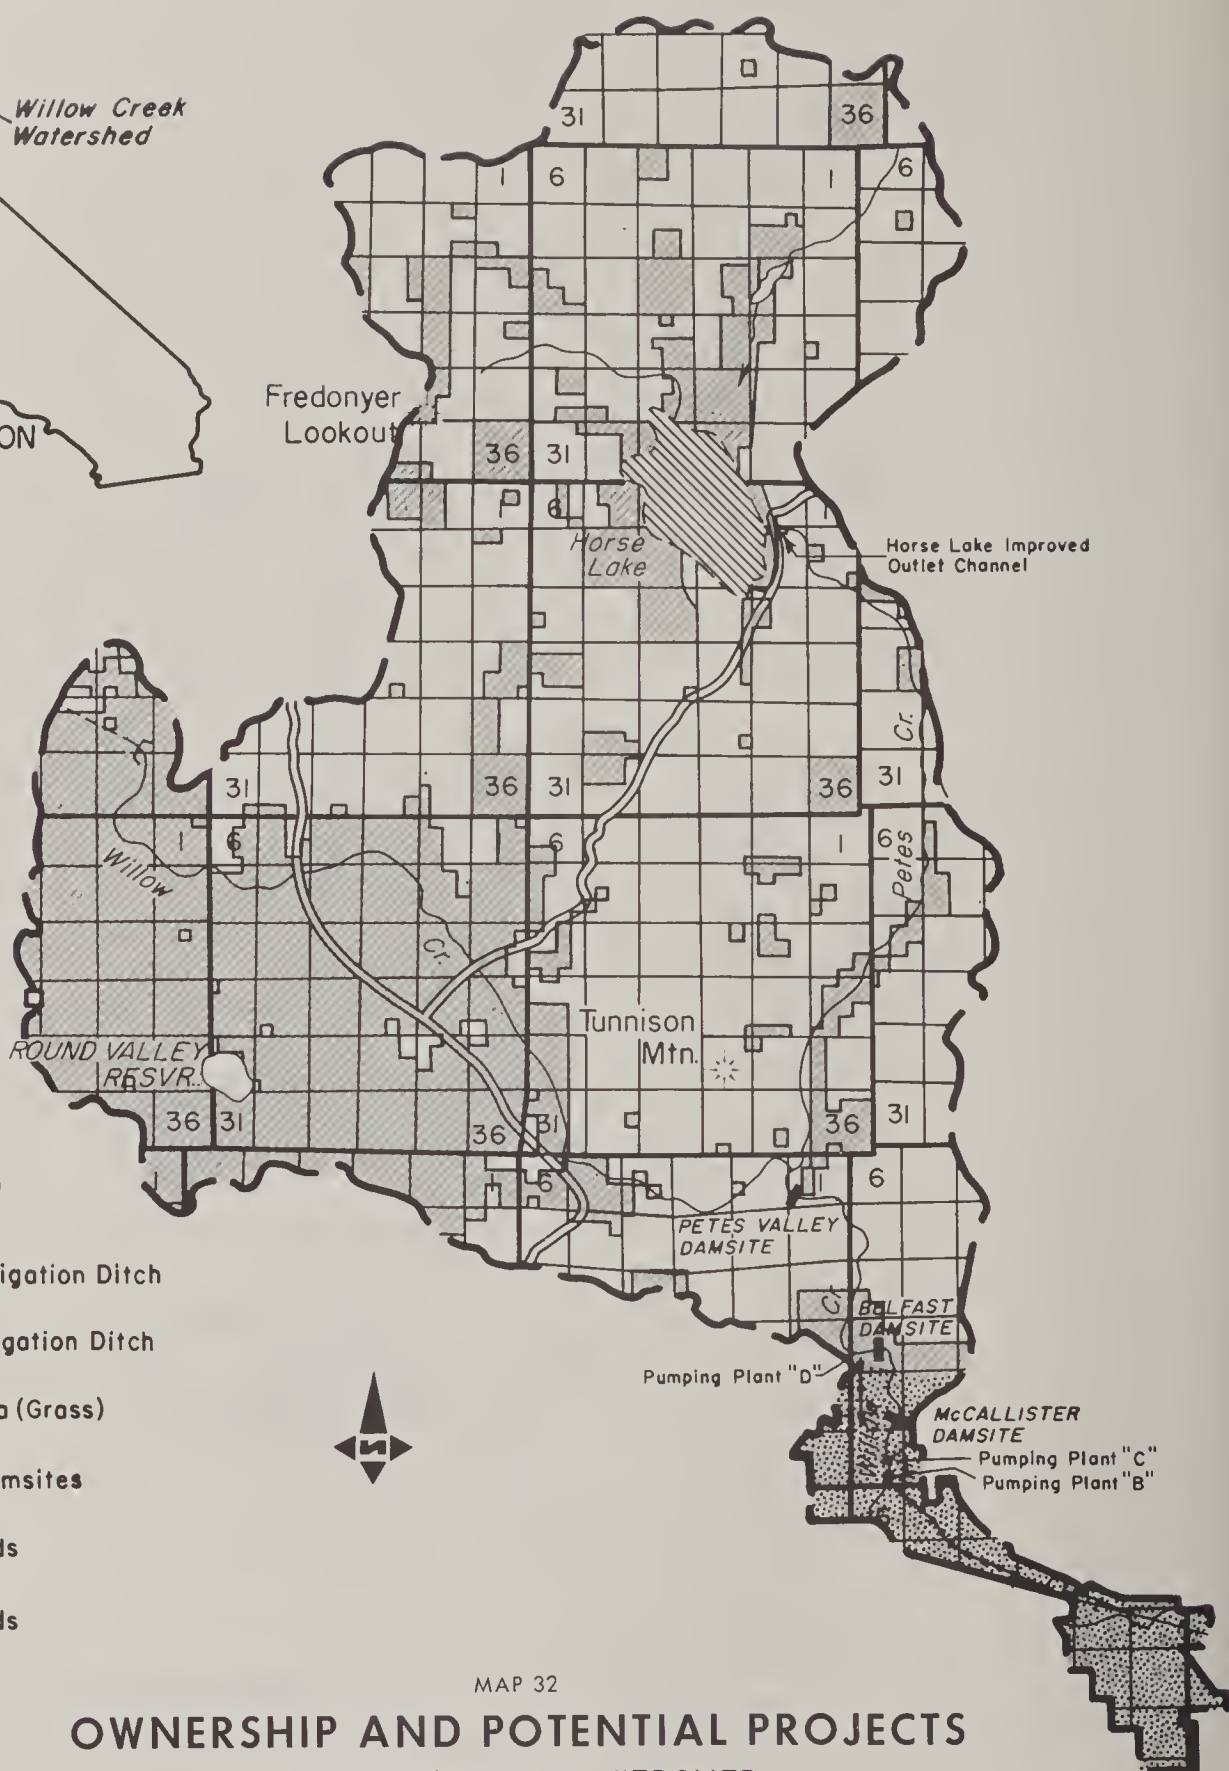 Willow Creek
Watershed
ON
31
36
1
6
1
6
Fredonyer
Lookout
36
31
6
Horse
Lake
Horse Lake Improved
Outlet Channel
Cr.
31
36
31
36
31
1
6
6
1
6
Petes
Willow
Cr.
Tunnison
Mtn.
ROUND VALLEY
RESVR.
36
31
36
31
36
31
1
1
6
1
6
PETES VALLEY
DAMSITE
igation Ditch
Cr.
BELFAST
DAMSITE
gation Ditch
Pumping Plant "D"
a (Grass)
McCALLISTER
DAMSITE
Pumping Plant "C"
Pumping Plant "B"
msites
ds
ds
MAP 32
OWNERSHIP AND POTENTIAL PROJECTS